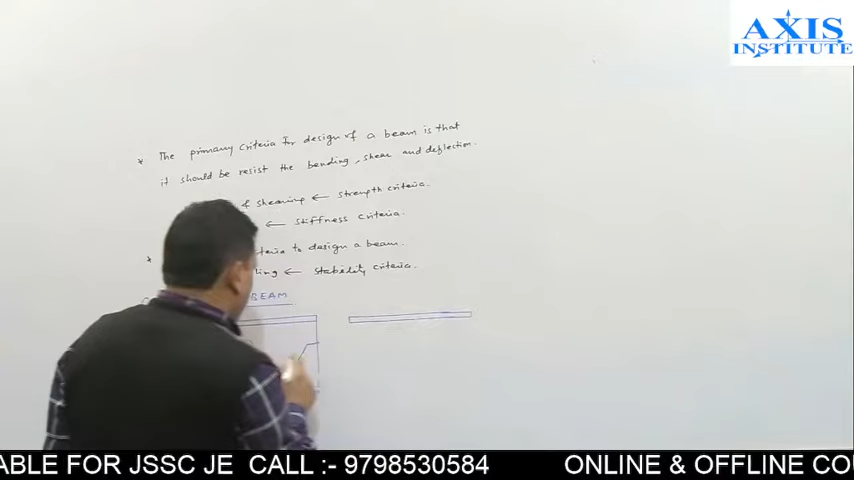 AXIS
INSTITUTE
* The primary criteria for design of a beam is that
it should be resist the bending, shear and deflection.
of shearing ← strength criteria.
← stiffness criteria.
* criteria to design a beam.
← stability criteria.
BEAM
ABLE FOR JSSC JE CALL :- 9798530584 ONLINE & OFFLINE CO